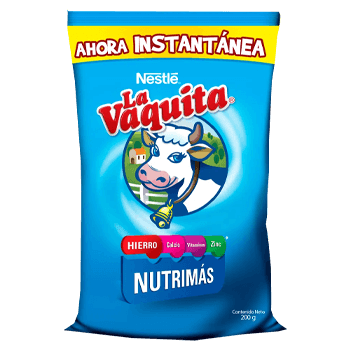 AHORA INSTANTÁNEA
Nestlé
La
Vaquita
HIERRO Calcio Vitaminas Zinc
NUTRIMÁS
Contenido Neto
200 g